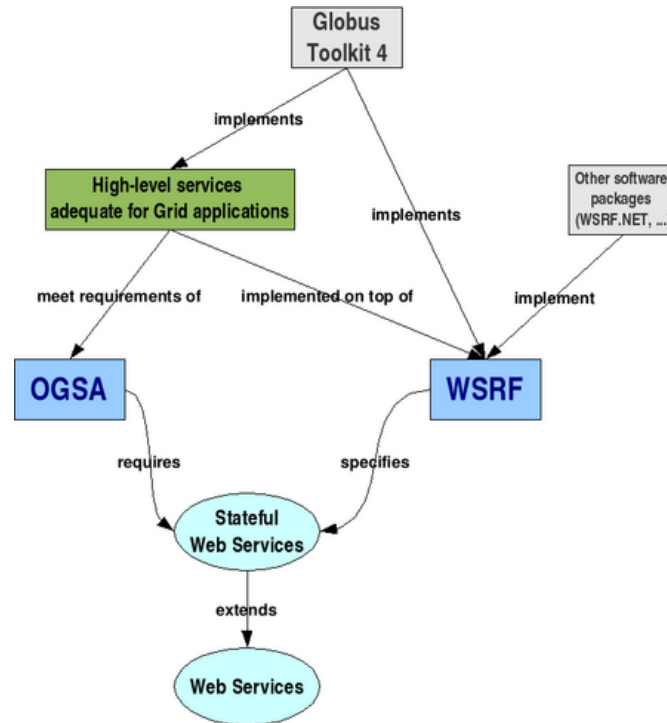 Globus
Toolkit 4
implements
High-level services
adequate for Grid applications
Other software
packages
(WSRF.NET, ...
implements
meet requirements of
implemented on top of
implement
OGSA
WSRF
requires
specifies
Stateful
Web Services
extends
Web Services